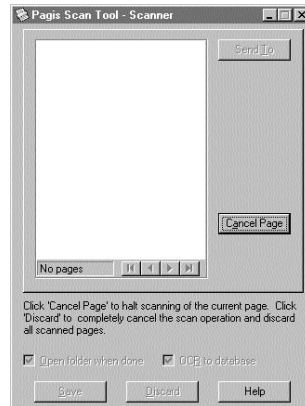 Pagis Scan Tool - Scanner
Send To
Cancel Page
No pages
Click 'Cancel Page' to halt scanning of the current page. Click
'Discard' to completely cancel the scan operation and discard
all scanned pages.
Open folder when done OCR to database
Save Discard Help